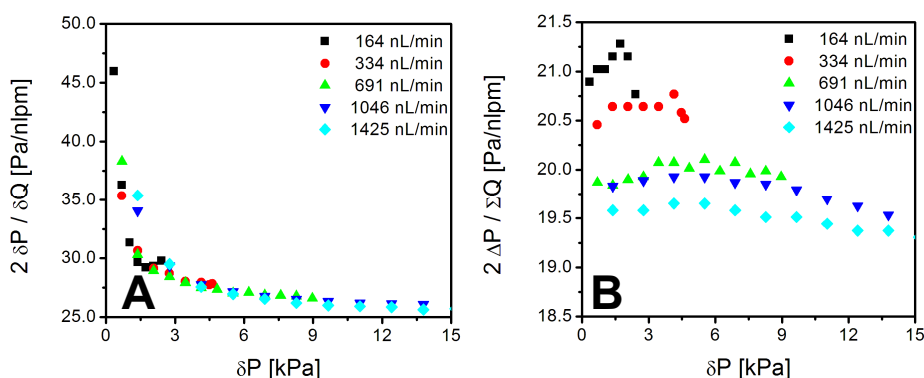 50.0
45.0
40.0
35.0
30.0
25.0
2 δP / δQ [Pa/nlpm]
164 nL/min
334 nL/min
691 nL/min
1046 nL/min
1425 nL/min
A
0 3 6 9 12 15
δP [kPa]
21.5
21.0
20.5
20.0
19.5
19.0
18.5
2 ΔP / ΣQ [Pa/nlpm]
164 nL/min
334 nL/min
691 nL/min
1046 nL/min
1425 nL/min
B
0 3 6 9 12 15
δP [kPa]